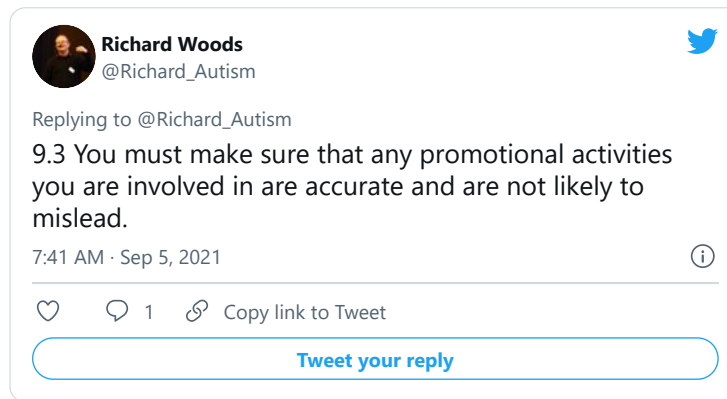 Richard Woods
@Richard_Autism
Replying to @Richard_Autism
9.3 You must make sure that any promotional activities
you are involved in are accurate and are not likely to
mislead.
7:41 AM · Sep 5, 2021
1 Copy link to Tweet
Tweet your reply